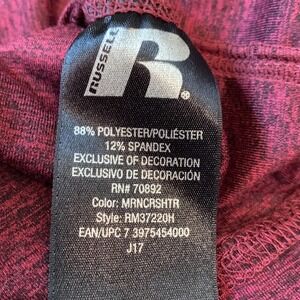 RUSSELL
R
®
88% POLYESTER/POLIÉSTER
12% SPANDEX
EXCLUSIVE OF DECORATION
EXCLUSIVO DE DECORACIÓN
RN# 70892
Color: MRNCRSHTR
Style: RM37220H
EAN/UPC 7 3975454000
J17